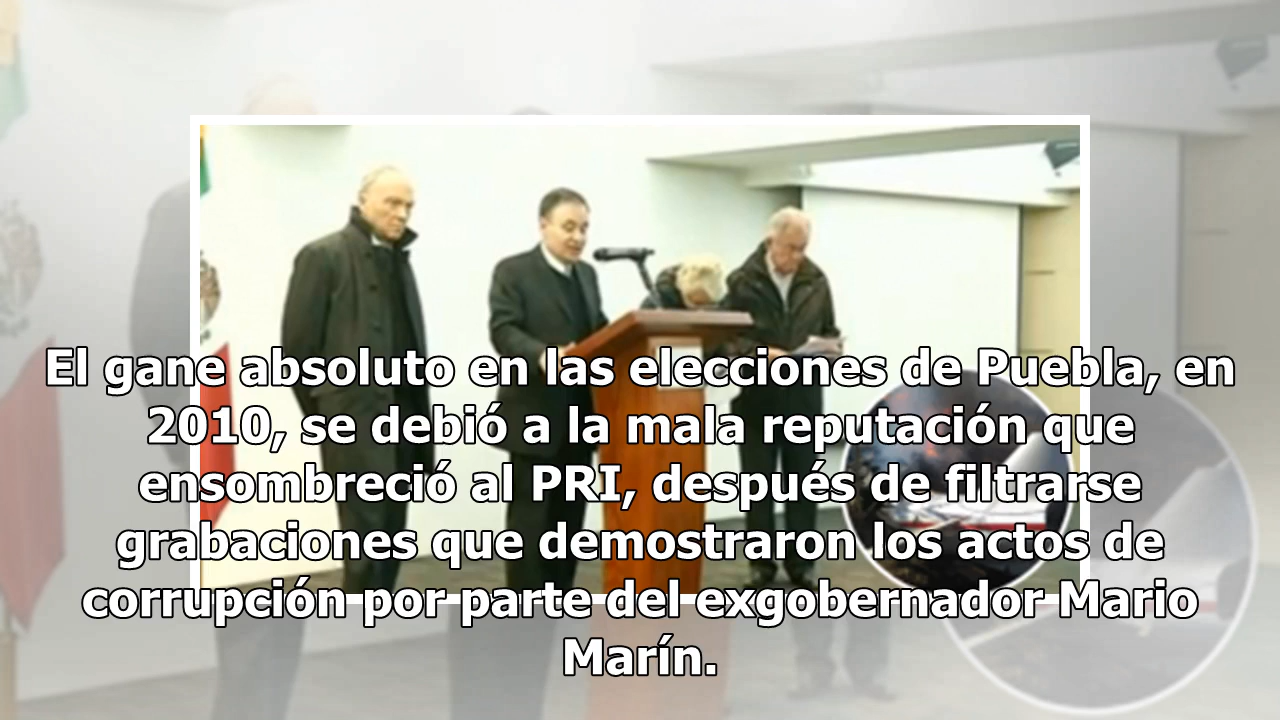 El gane absoluto en las elecciones de Puebla, en
2010, se debió a la mala reputación que
ensombreció al PRI, después de filtrarse
grabaciones que demostraron los actos de
corrupción por parte del exgobernador Mario
Marín.